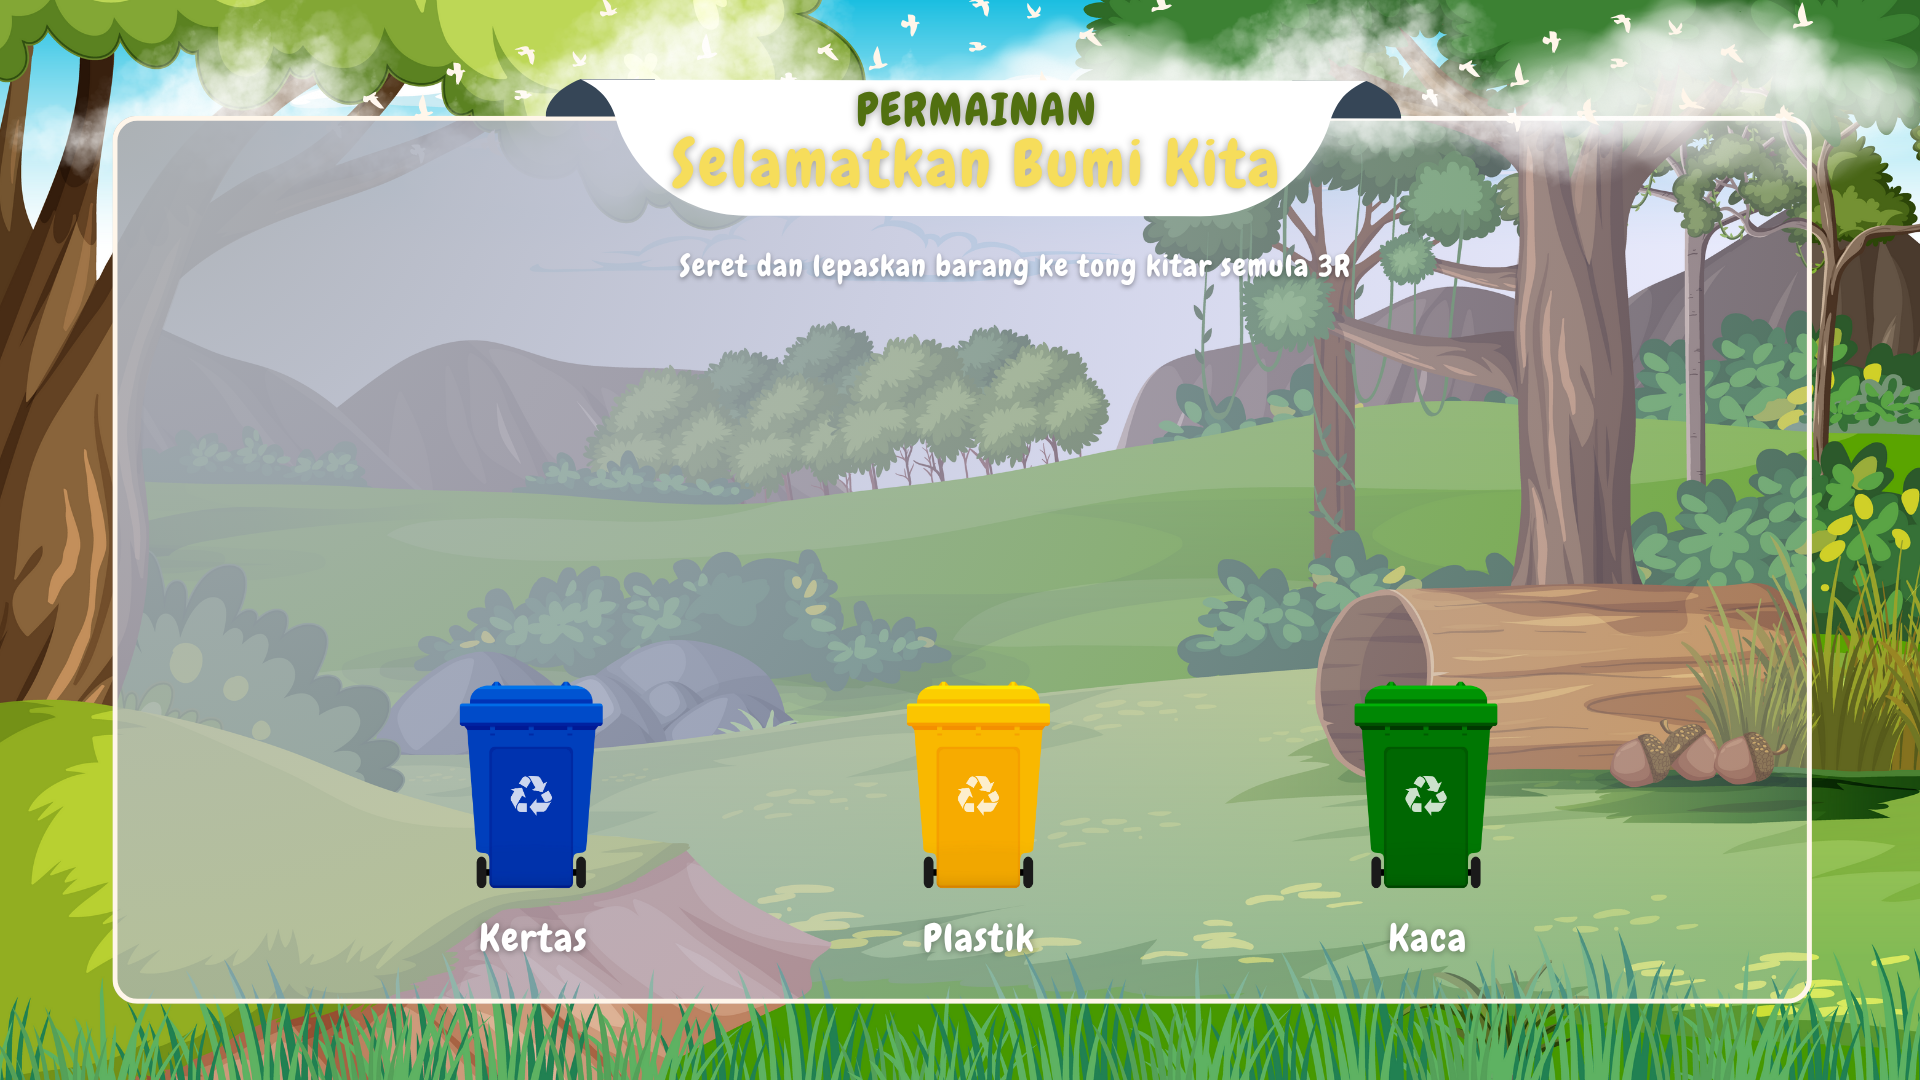 PERMAINAN
Selamatkan Bumi Kita
Seret dan lepaskan barang ke tong kitar semula 3R
Kertas
Plastik
Kaca